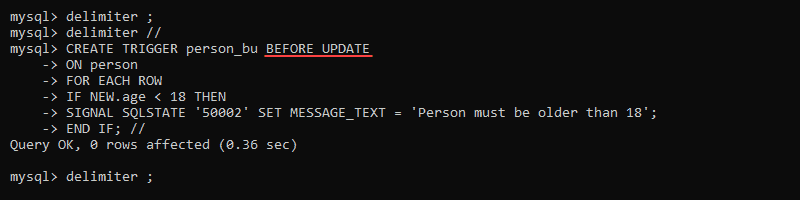 mysql> delimiter ;
mysql> delimiter //
mysql> CREATE TRIGGER person_bu BEFORE UPDATE
    -> ON person
    -> FOR EACH ROW
    -> IF NEW.age < 18 THEN
    -> SIGNAL SQLSTATE '50002' SET MESSAGE_TEXT = 'Person must be older than 18';
    -> END IF; //
Query OK, 0 rows affected (0.36 sec)

mysql> delimiter ;